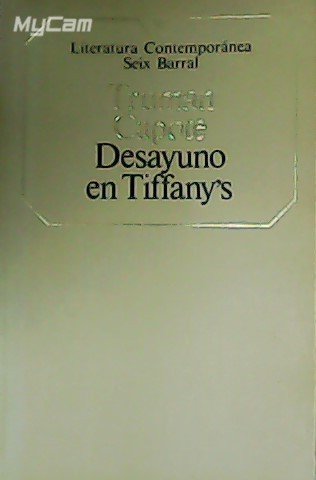 MyCam
Literatura Contemporánea
Seix Barral
Truman
Capote
Desayuno
en Tiffany's